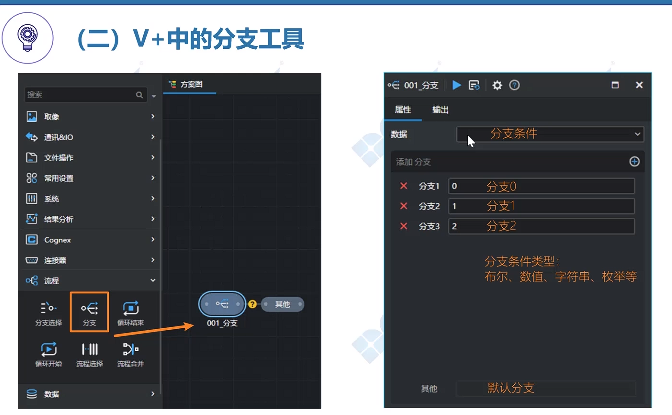 (二）V+中的分支工具
搜索
取像
通讯&IO
文件操作
常用设置
系统
结果分析
Cognex
连接器
流程
分支选择
分支
循环结束
循环开始
流程选择
流程合并
数据
方案图
001_分支
?
其他
001_分支
属性 输出
数据 分支条件
添加 分支
分支1 0 分支0
分支2 1 分支1
分支3 2 分支2
分支条件类型:
布尔、数值、字符串、枚举等
其他 默认分支